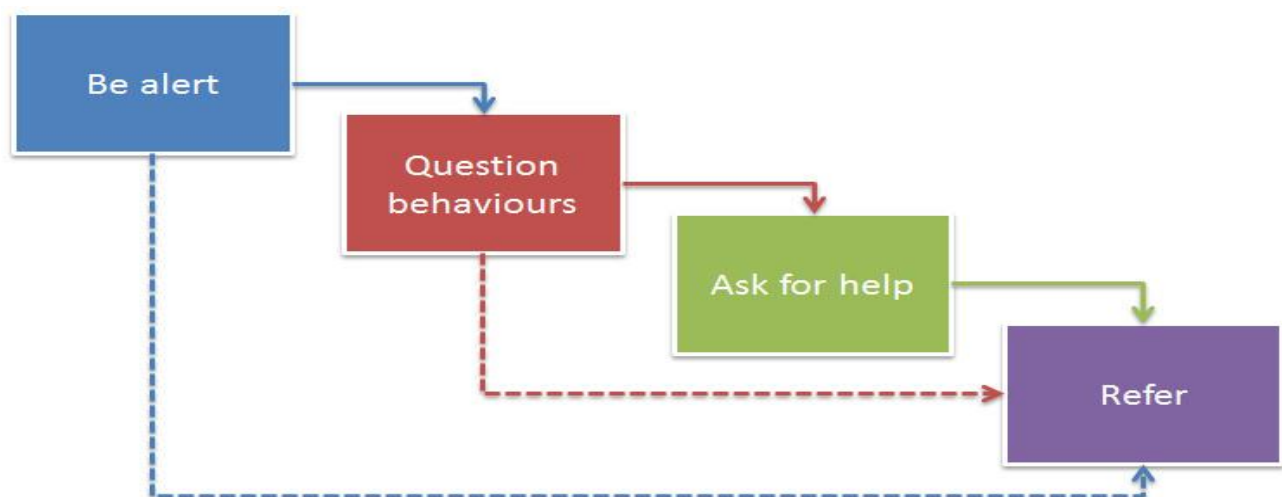 Be alert
Question
behaviours
Ask for help
Refer